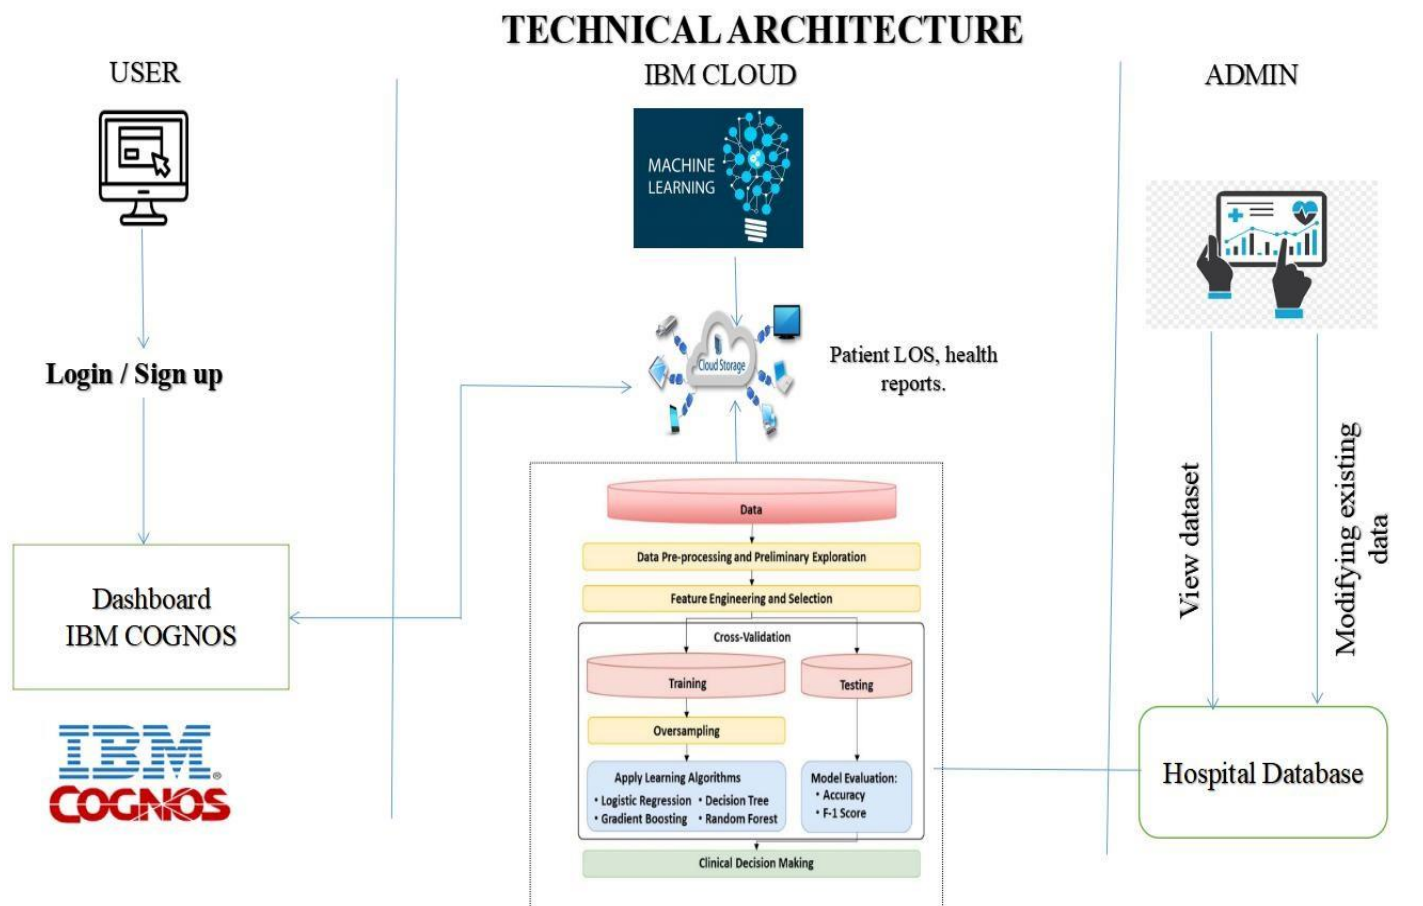 TECHNICAL ARCHITECTURE
USER
IBM CLOUD
ADMIN
MACHINE
LEARNING
Login / Sign up
Cloud Storage
Patient LOS, health
reports.
Dashboard
IBM COGNOS
IBM®
COGNOS
Data
Data Pre-processing and Preliminary Exploration
Feature Engineering and Selection
Cross-Validation
Training
Testing
Oversampling
Apply Learning Algorithms
• Logistic Regression • Decision Tree
• Gradient Boosting • Random Forest
Model Evaluation:
• Accuracy
• F-1 Score
Clinical Decision Making
View dataset
Modifying existing
data
Hospital Database